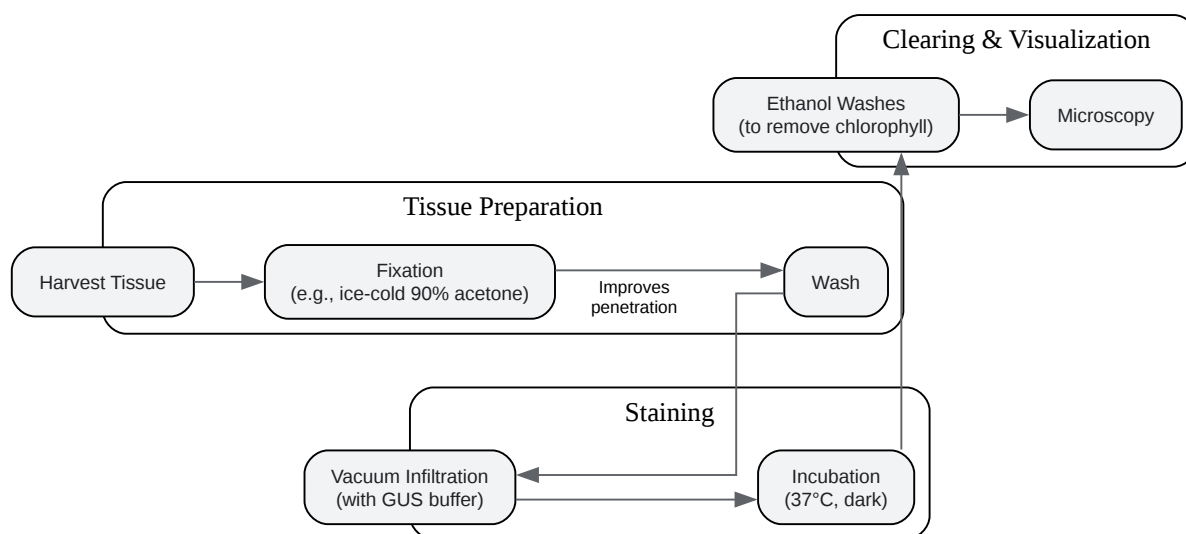 Clearing & Visualization
Ethanol Washes
(to remove chlorophyll)
Microscopy
Tissue Preparation
Harvest Tissue
Fixation
(e.g., ice-cold 90% acetone)
Improves
penetration
Wash
Staining
Vacuum Infiltration
(with GUS buffer)
Incubation
(37°C, dark)